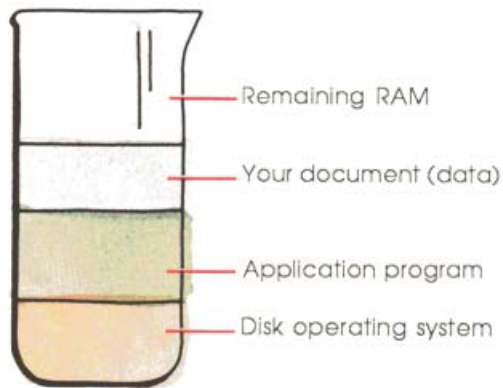 Remaining RAM
Your document (data)
Application program
Disk operating system